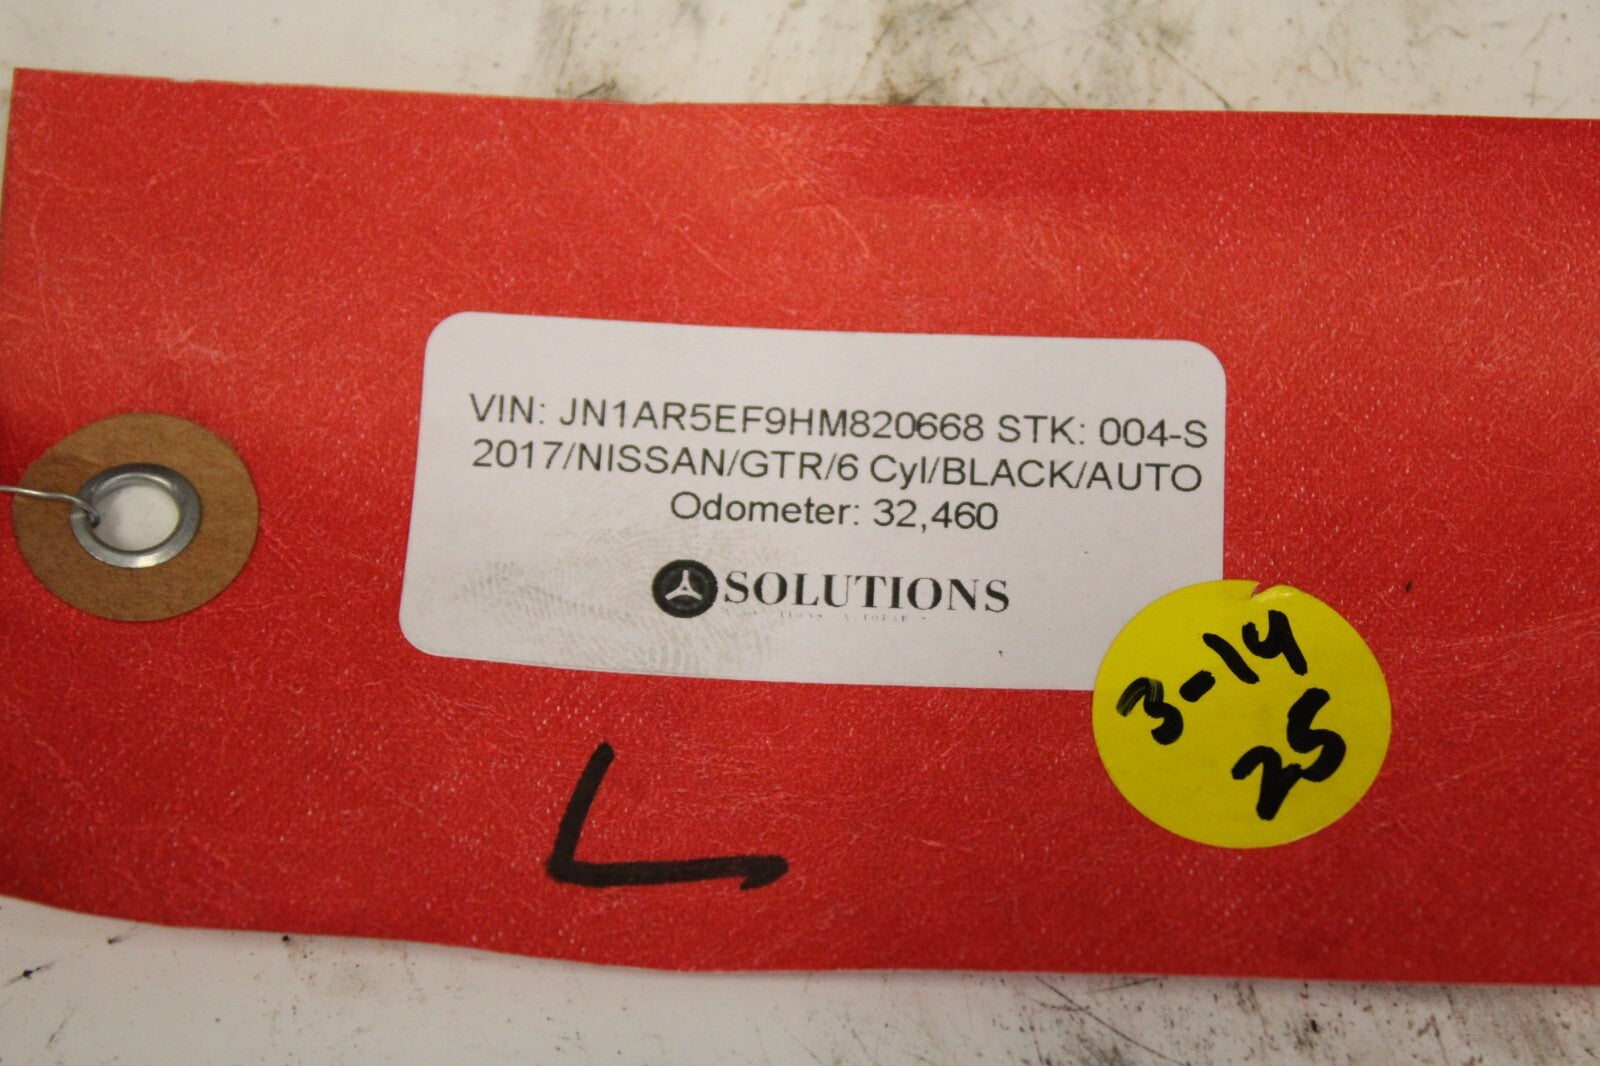 VIN: JN1AR5EF9HM820668 STK: 004-S
2017/NISSAN/GTR/6 Cyl/BLACK/AUTO
Odometer: 32,460
SOLUTIONS
3-14
25
L